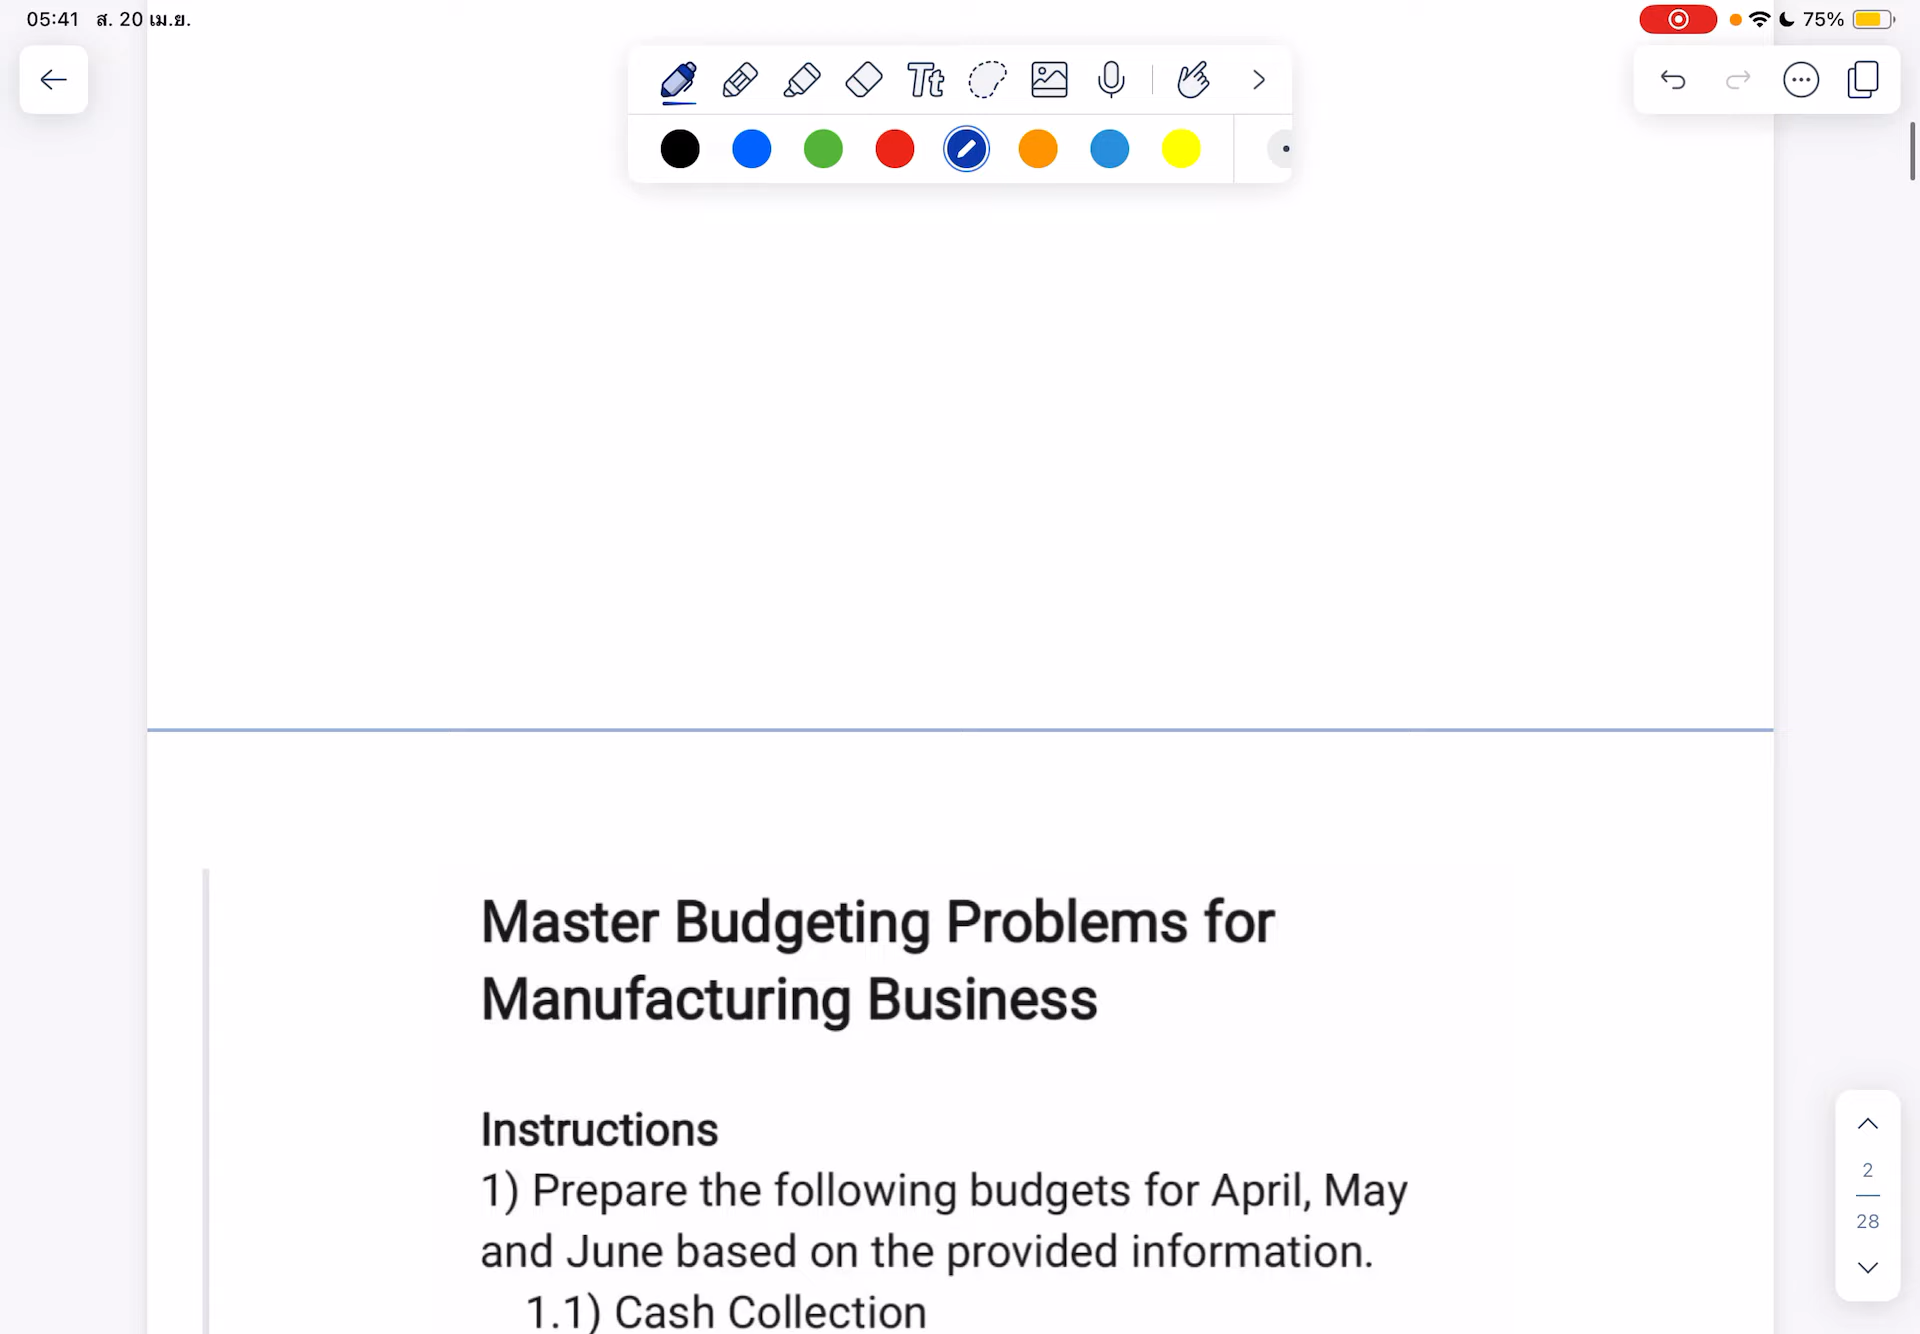 05:41 ส. 20 เม.ย.
75%
Tt
Master Budgeting Problems for
Manufacturing Business
Instructions
1) Prepare the following budgets for April, May
and June based on the provided information.
1.1) Cash Collection
2
28